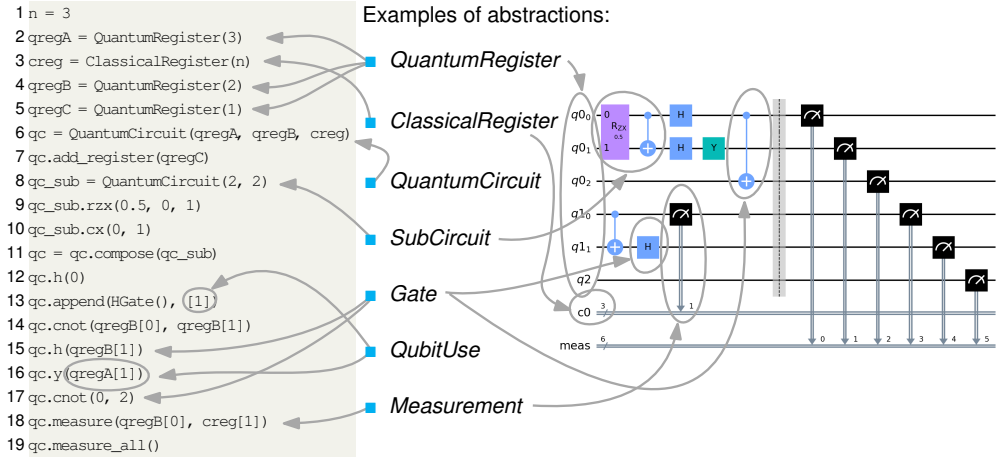 1 n = 3
2 qregA = QuantumRegister(3)
3 creg = ClassicalRegister(n)
4 qregB = QuantumRegister(2)
5 qregC = QuantumRegister(1)
6 qc = QuantumCircuit(qregA, qregB, creg)
7 qc.add_register(qregC)
8 qc_sub = QuantumCircuit(2, 2)
9 qc_sub.rzx(0.5, 0, 1)
10 qc_sub.cx(0, 1)
11 qc = qc.compose(qc_sub)
12 qc.h(0)
13 qc.append(HGate(), [1])
14 qc.cnot(qregB[0], qregB[1])
15 qc.h(qregB[1])
16 qc.y(qregA[1])
17 qc.cnot(0, 2)
18 qc.measure(qregB[0], creg[1])
19 qc.measure_all()
Examples of abstractions:
QuantumRegister
ClassicalRegister
QuantumCircuit
SubCircuit
Gate
QubitUse
Measurement
q0₀ 0 H
R_ZX
0.5
q0₁ 1 H Y
q0₂
q1₀
q1₁ H
q2
c0 3 1
meas 6 0 1 2 3 4 5